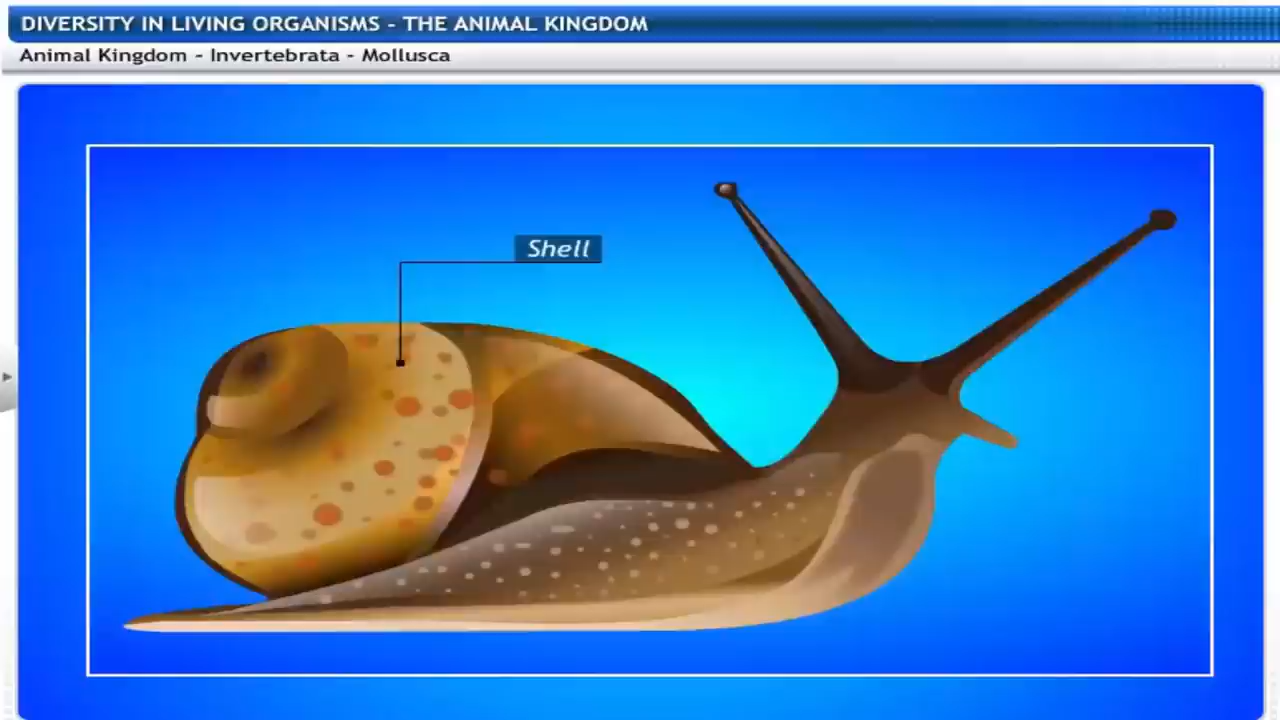 DIVERSITY IN LIVING ORGANISMS - THE ANIMAL KINGDOM
Animal Kingdom - Invertebrata - Mollusca
Shell